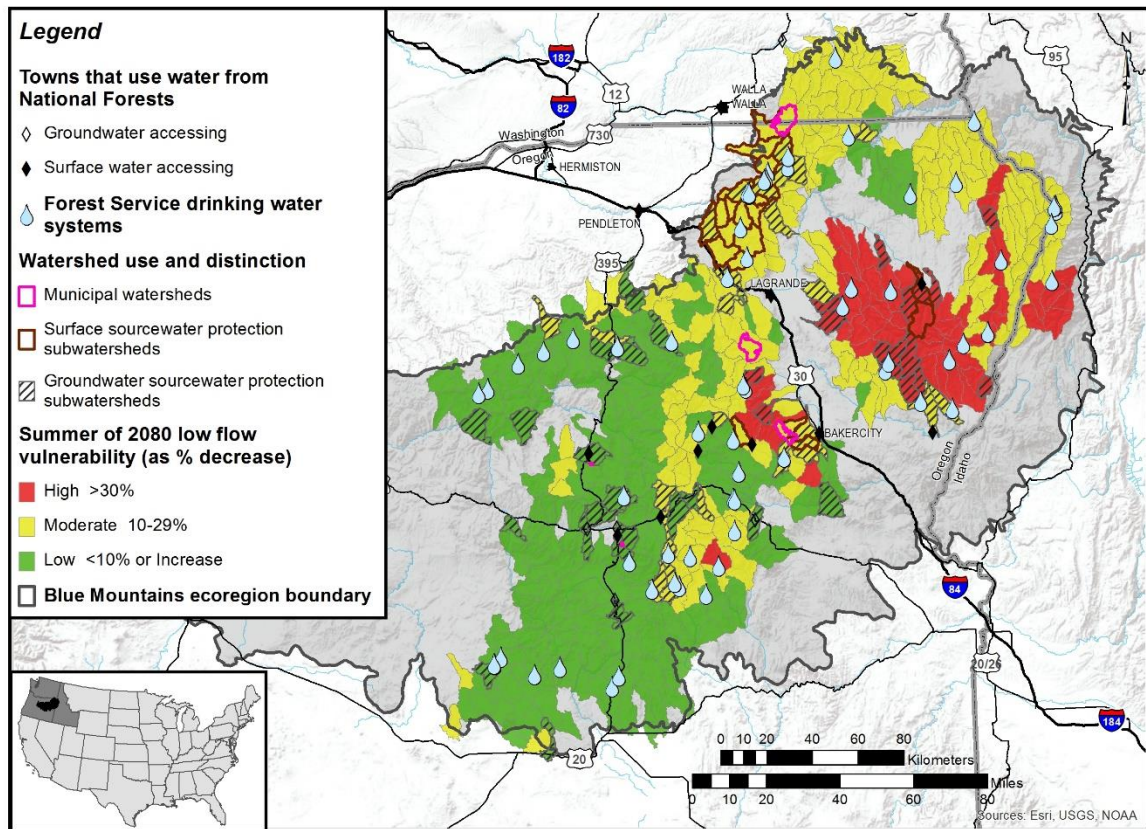 Legend
Towns that use water from
National Forests
Groundwater accessing
Surface water accessing
Forest Service drinking water
systems
Watershed use and distinction
Municipal watersheds
Surface sourcewater protection
subwatersheds
Groundwater sourcewater protection
subwatersheds
Summer of 2080 low flow
vulnerability (as % decrease)
High >30%
Moderate 10-29%
Low <10% or Increase
Blue Mountains ecoregion boundary
182
82
12
95
N
WALLA
WALLA
Washington
Oregon
730
HERMISTON
PENDLETON
395
LAGRANDE
30
BAKERCITY
Oregon
Idaho
84
20/26
184
20
0 10 20 40 60 80
Kilometers
Miles
0 10 20 40 60 80
Sources: Esri, USGS, NOAA